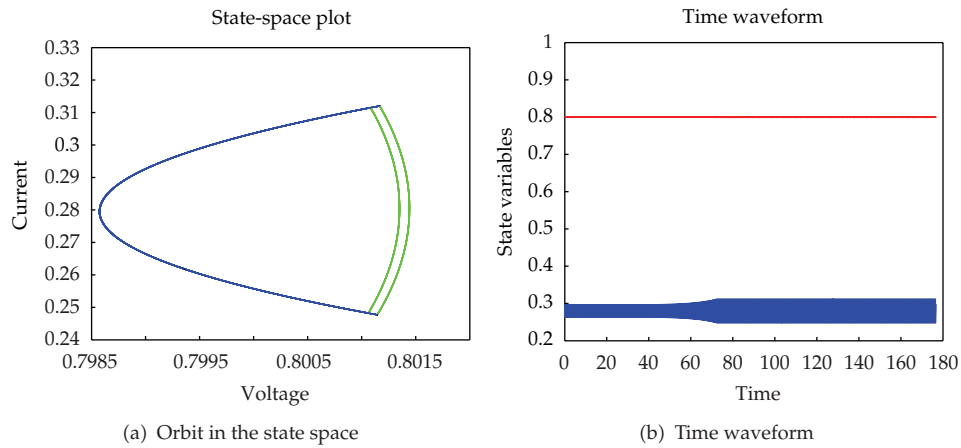 State-space plot
0.33
0.32
0.31
0.3
0.29
0.28
0.27
0.26
0.25
0.24
Current
0.7985
0.7995
0.8005
0.8015
Voltage
(a) Orbit in the state space
Time waveform
1
0.9
0.8
0.7
0.6
0.5
0.4
0.3
0.2
State variables
0 20 40 60 80 100 120 140 160 180
Time
(b) Time waveform